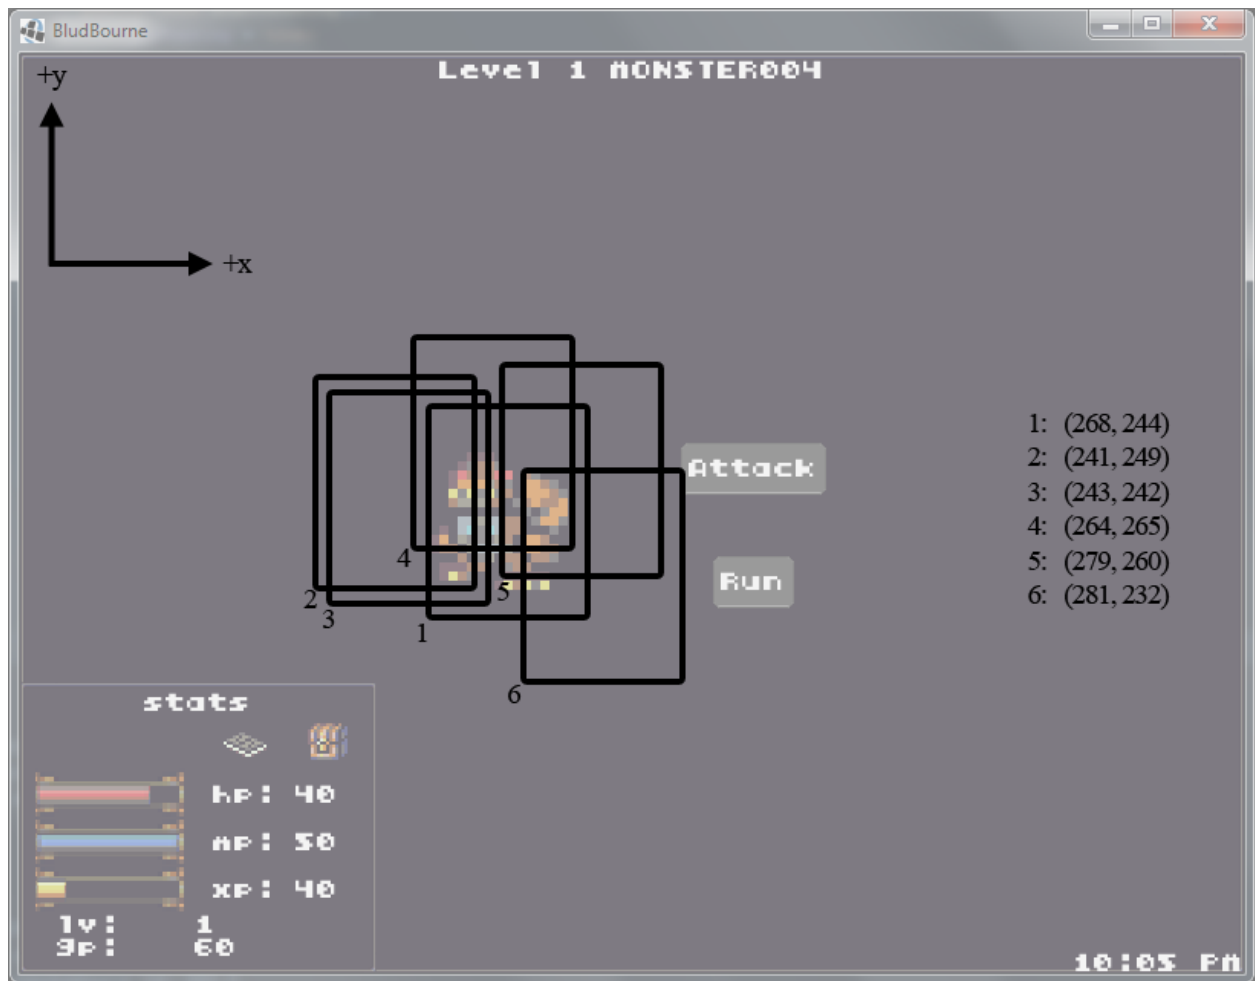 BludBourne
+y
Level 1 MONSTER004
+x
1: (268, 244)
2: (241, 249)
3: (243, 242)
4: (264, 265)
5: (279, 260)
6: (281, 232)
Attack
Run
4
5
2
3
1
6
stats
hp: 40
mp: 50
xp: 40
lv: 1
gp: 60
10:05 PM